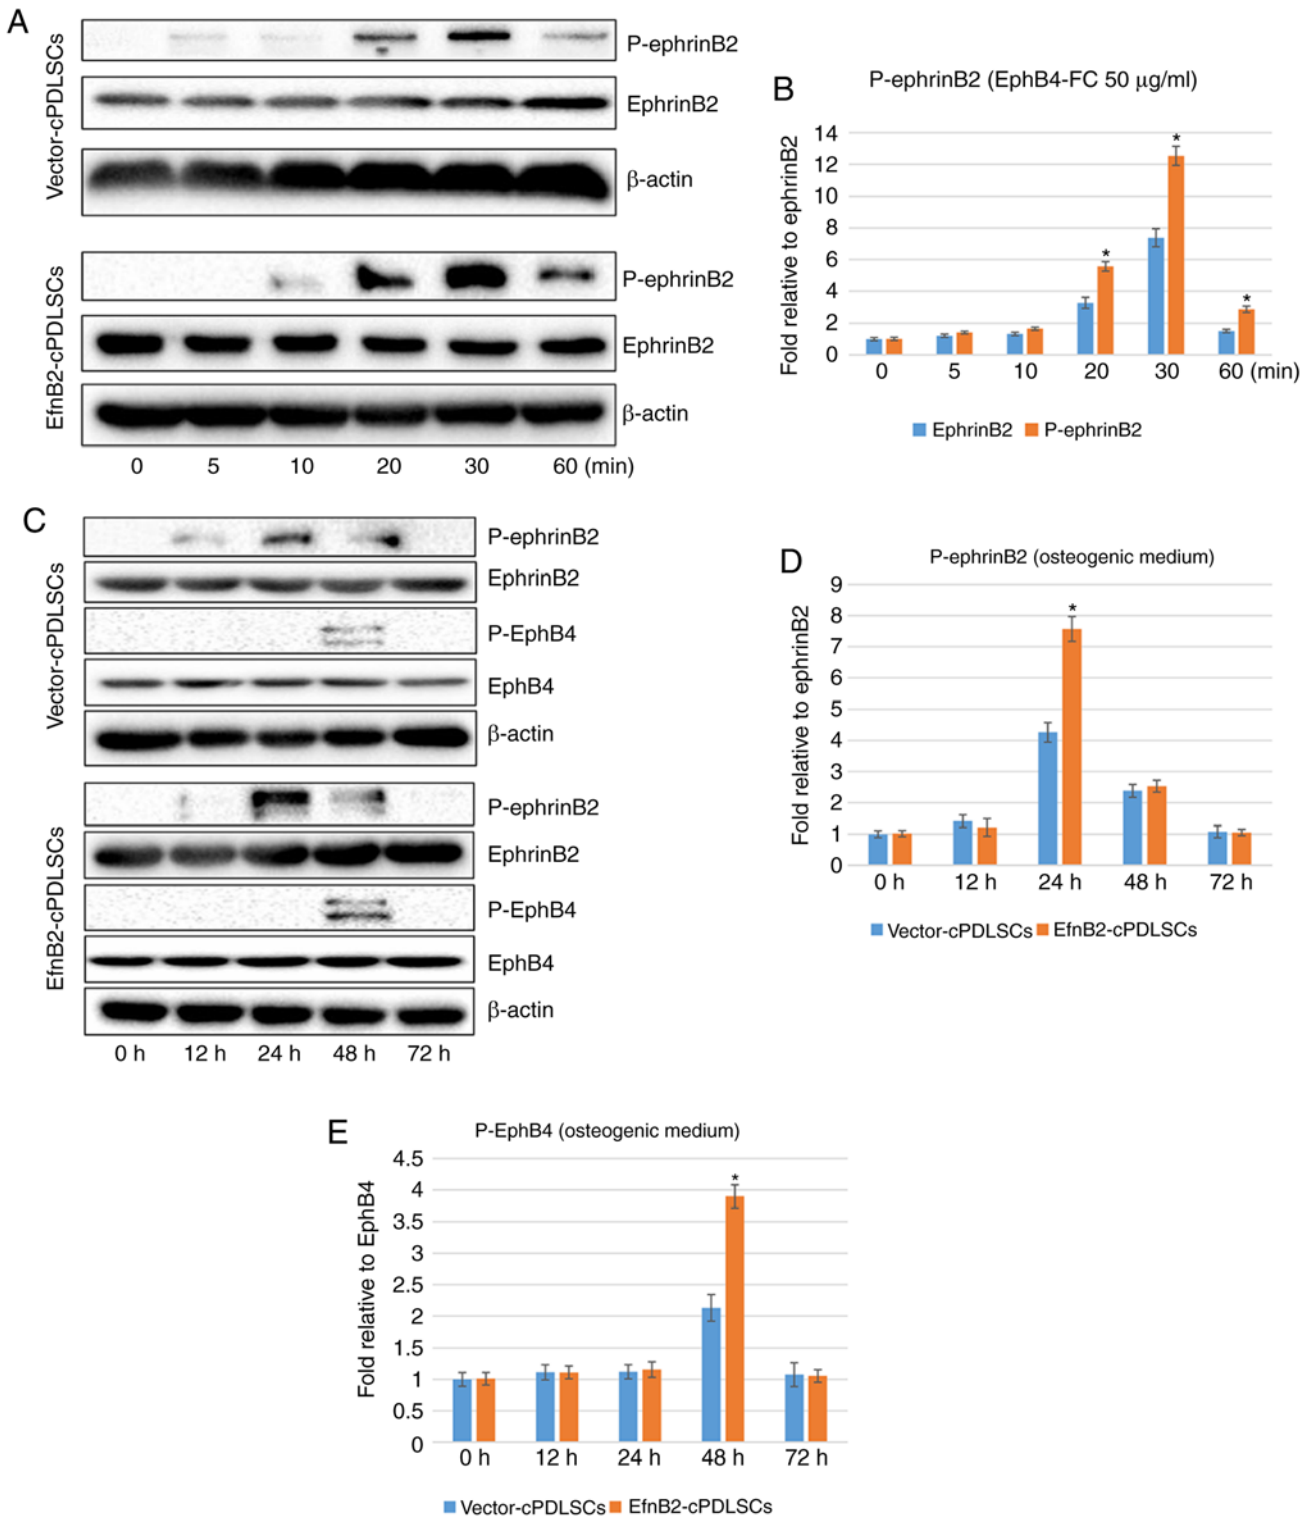 A
Vector-cPDLSCs
P-ephrinB2
EphrinB2
β-actin
EfnB2-cPDLSCs
P-ephrinB2
EphrinB2
β-actin
0 5 10 20 30 60 (min)
B
P-ephrinB2 (EphB4-FC 50 µg/ml)
Fold relative to ephrinB2
14
12
10
8
6
4
2
0
* * *
0 5 10 20 30 60 (min)
EphrinB2 P-ephrinB2
C
Vector-cPDLSCs
P-ephrinB2
EphrinB2
P-EphB4
EphB4
β-actin
EfnB2-cPDLSCs
P-ephrinB2
EphrinB2
P-EphB4
EphB4
β-actin
0 h 12 h 24 h 48 h 72 h
D
P-ephrinB2 (osteogenic medium)
Fold relative to ephrinB2
9
8
7
6
5
4
3
2
1
0
*
0 h 12 h 24 h 48 h 72 h
Vector-cPDLSCs EfnB2-cPDLSCs
E
P-EphB4 (osteogenic medium)
Fold relative to EphB4
4.5
4
3.5
3
2.5
2
1.5
1
0.5
0
*
0 h 12 h 24 h 48 h 72 h
Vector-cPDLSCs EfnB2-cPDLSCs